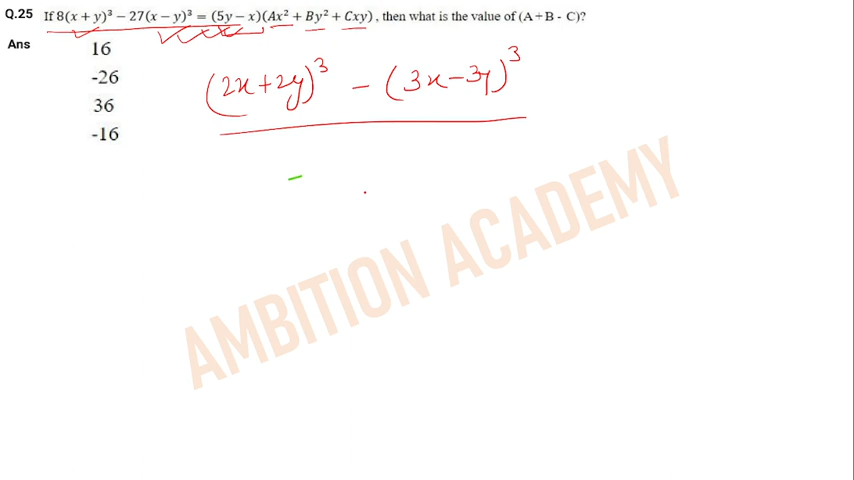 Q.25 If 8(x + y)³ − 27(x − y)³ = (5y − x)(Ax² + By² + Cxy), then what is the value of (A + B - C)?
Ans
16
-26
36
-16
(2x+2y)³ − (3x−3y)³
AMBITION ACADEMY